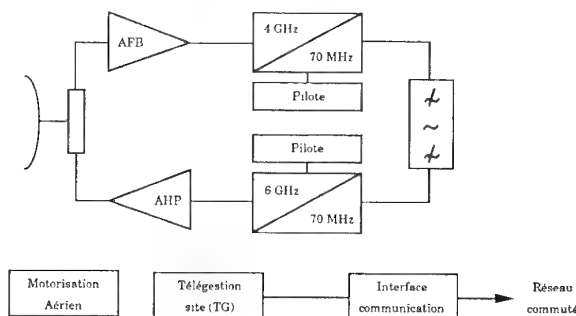 AFB
4 GHz
70 MHz
Pilote
Pilote
AHP
6 GHz
70 MHz
Motorisation
Aérien
Télégestion
site (TG)
Interface
communication
Réseau
commuté